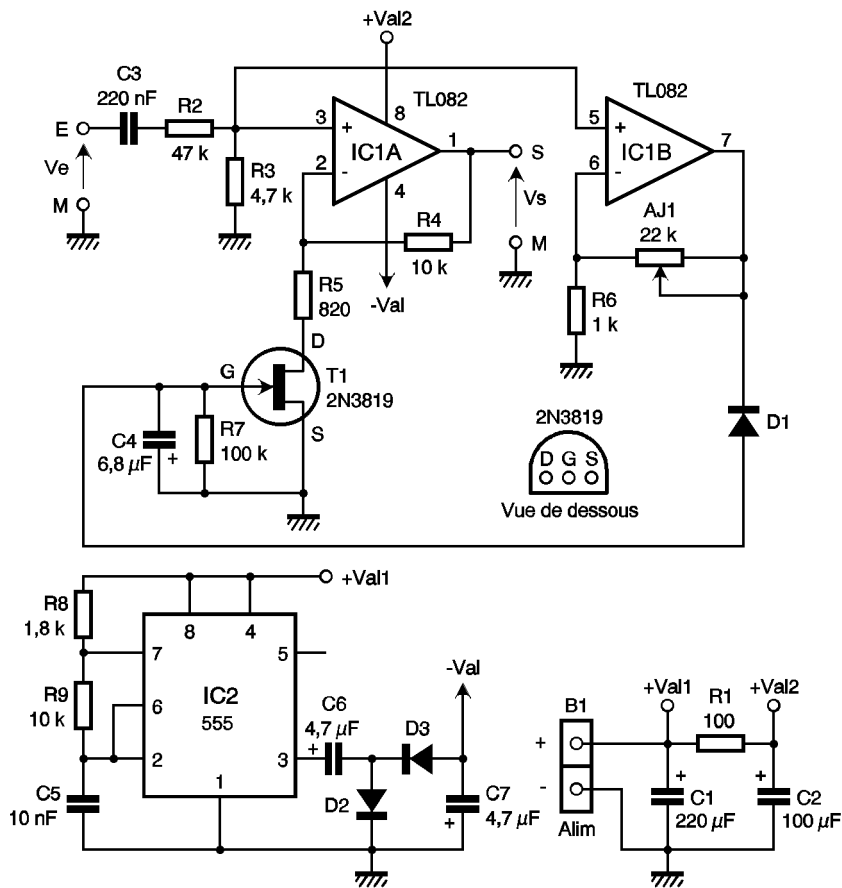 +Val2
C3
220 nF
R2
47 k
E
Ve
M
R3
4,7 k
3
+
2
-
IC1A
TL082
8
4
1
S
Vs
M
R4
10 k
-Val
R5
820
TL082
5
+
6
-
IC1B
7
AJ1
22 k
R6
1 k
D
G
S
T1
2N3819
C4
6,8 µF
+
R7
100 k
2N3819
D G S
Vue de dessous
D1
+Val1
R8
1,8 k
R9
10 k
C5
10 nF
8
4
7
5
6
2
3
1
IC2
555
C6
4,7 µF
+
D3
D2
-Val
C7
4,7 µF
+
B1
+
-
Alim
+Val1
R1
100
+Val2
+
C1
220 µF
+
C2
100 µF